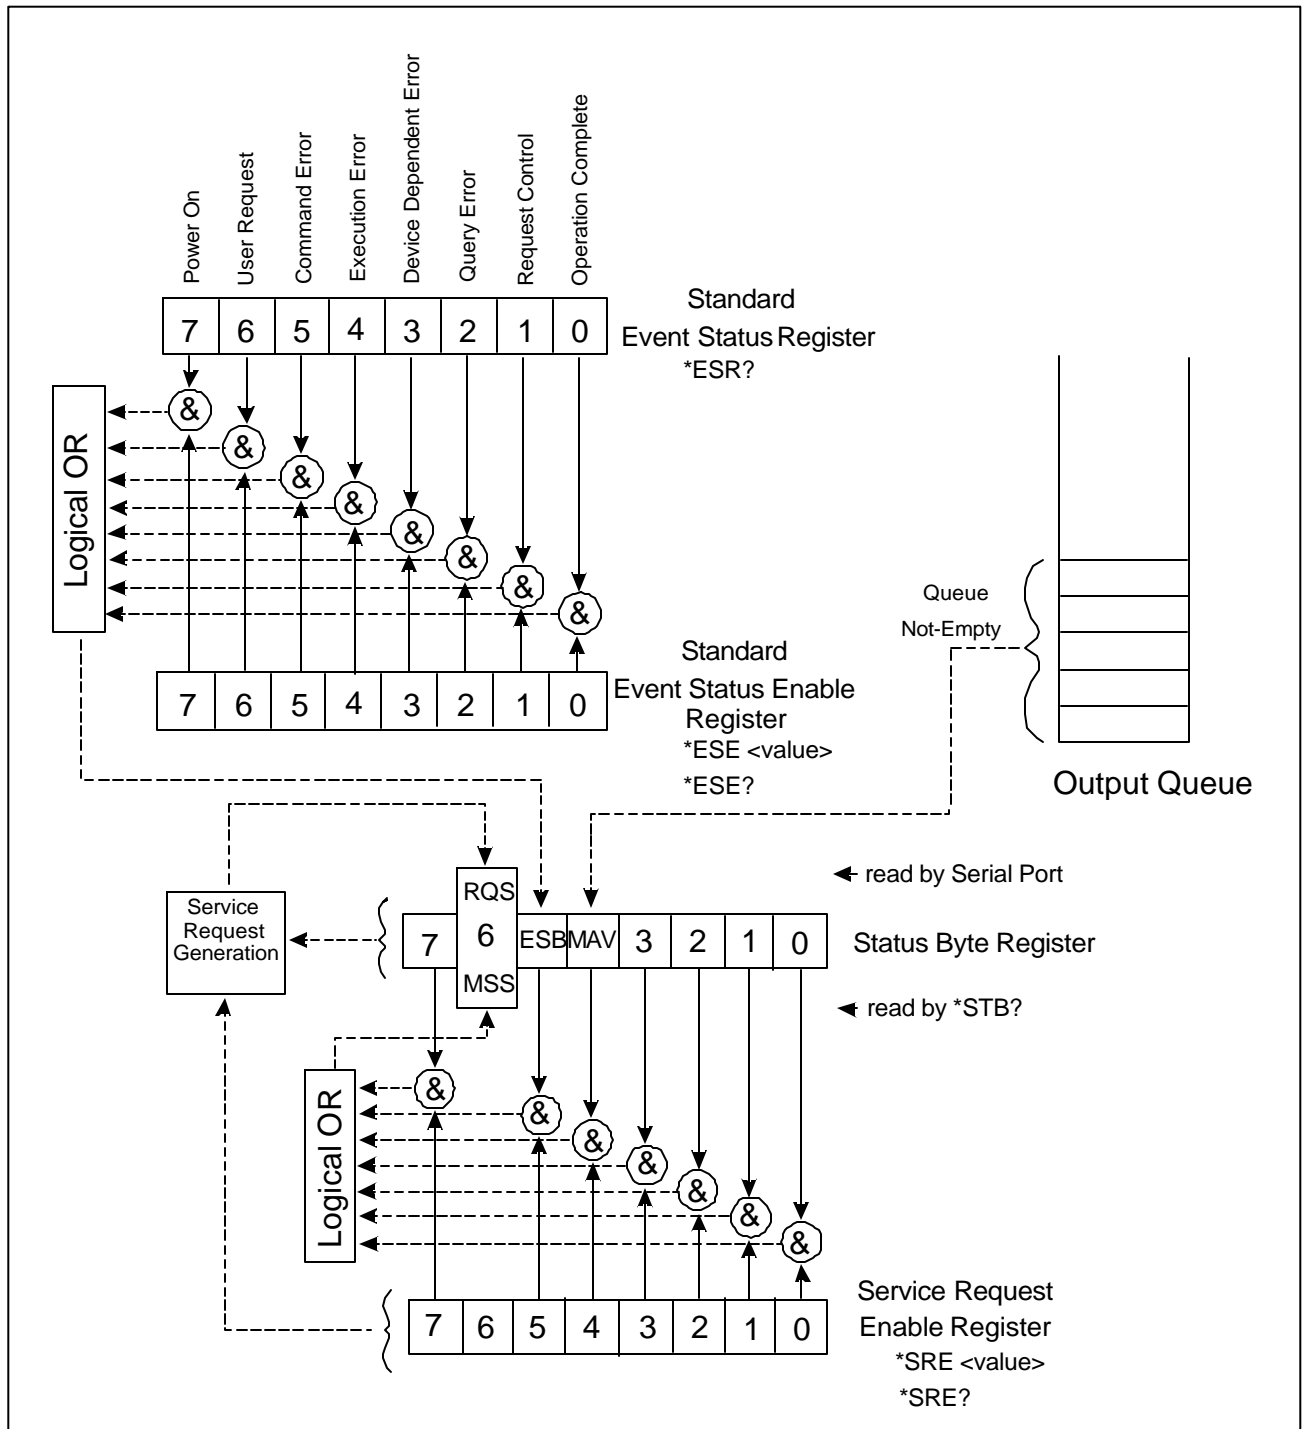 Power On
User Request
Command Error
Execution Error
Device Dependent Error
Query Error
Request Control
Operation Complete
7 6 5 4 3 2 1 0
Standard
Event Status Register
*ESR?
& & & & & & & &
Logical OR
7 6 5 4 3 2 1 0
Standard
Event Status Enable
Register
*ESE <value>
*ESE?
Queue
Not-Empty
Output Queue
Service
Request
Generation
7 RQS 6 MSS ESB MAV 3 2 1 0
read by Serial Port
Status Byte Register
read by *STB?
& & & & & & &
Logical OR
7 6 5 4 3 2 1 0
Service Request
Enable Register
*SRE <value>
*SRE?